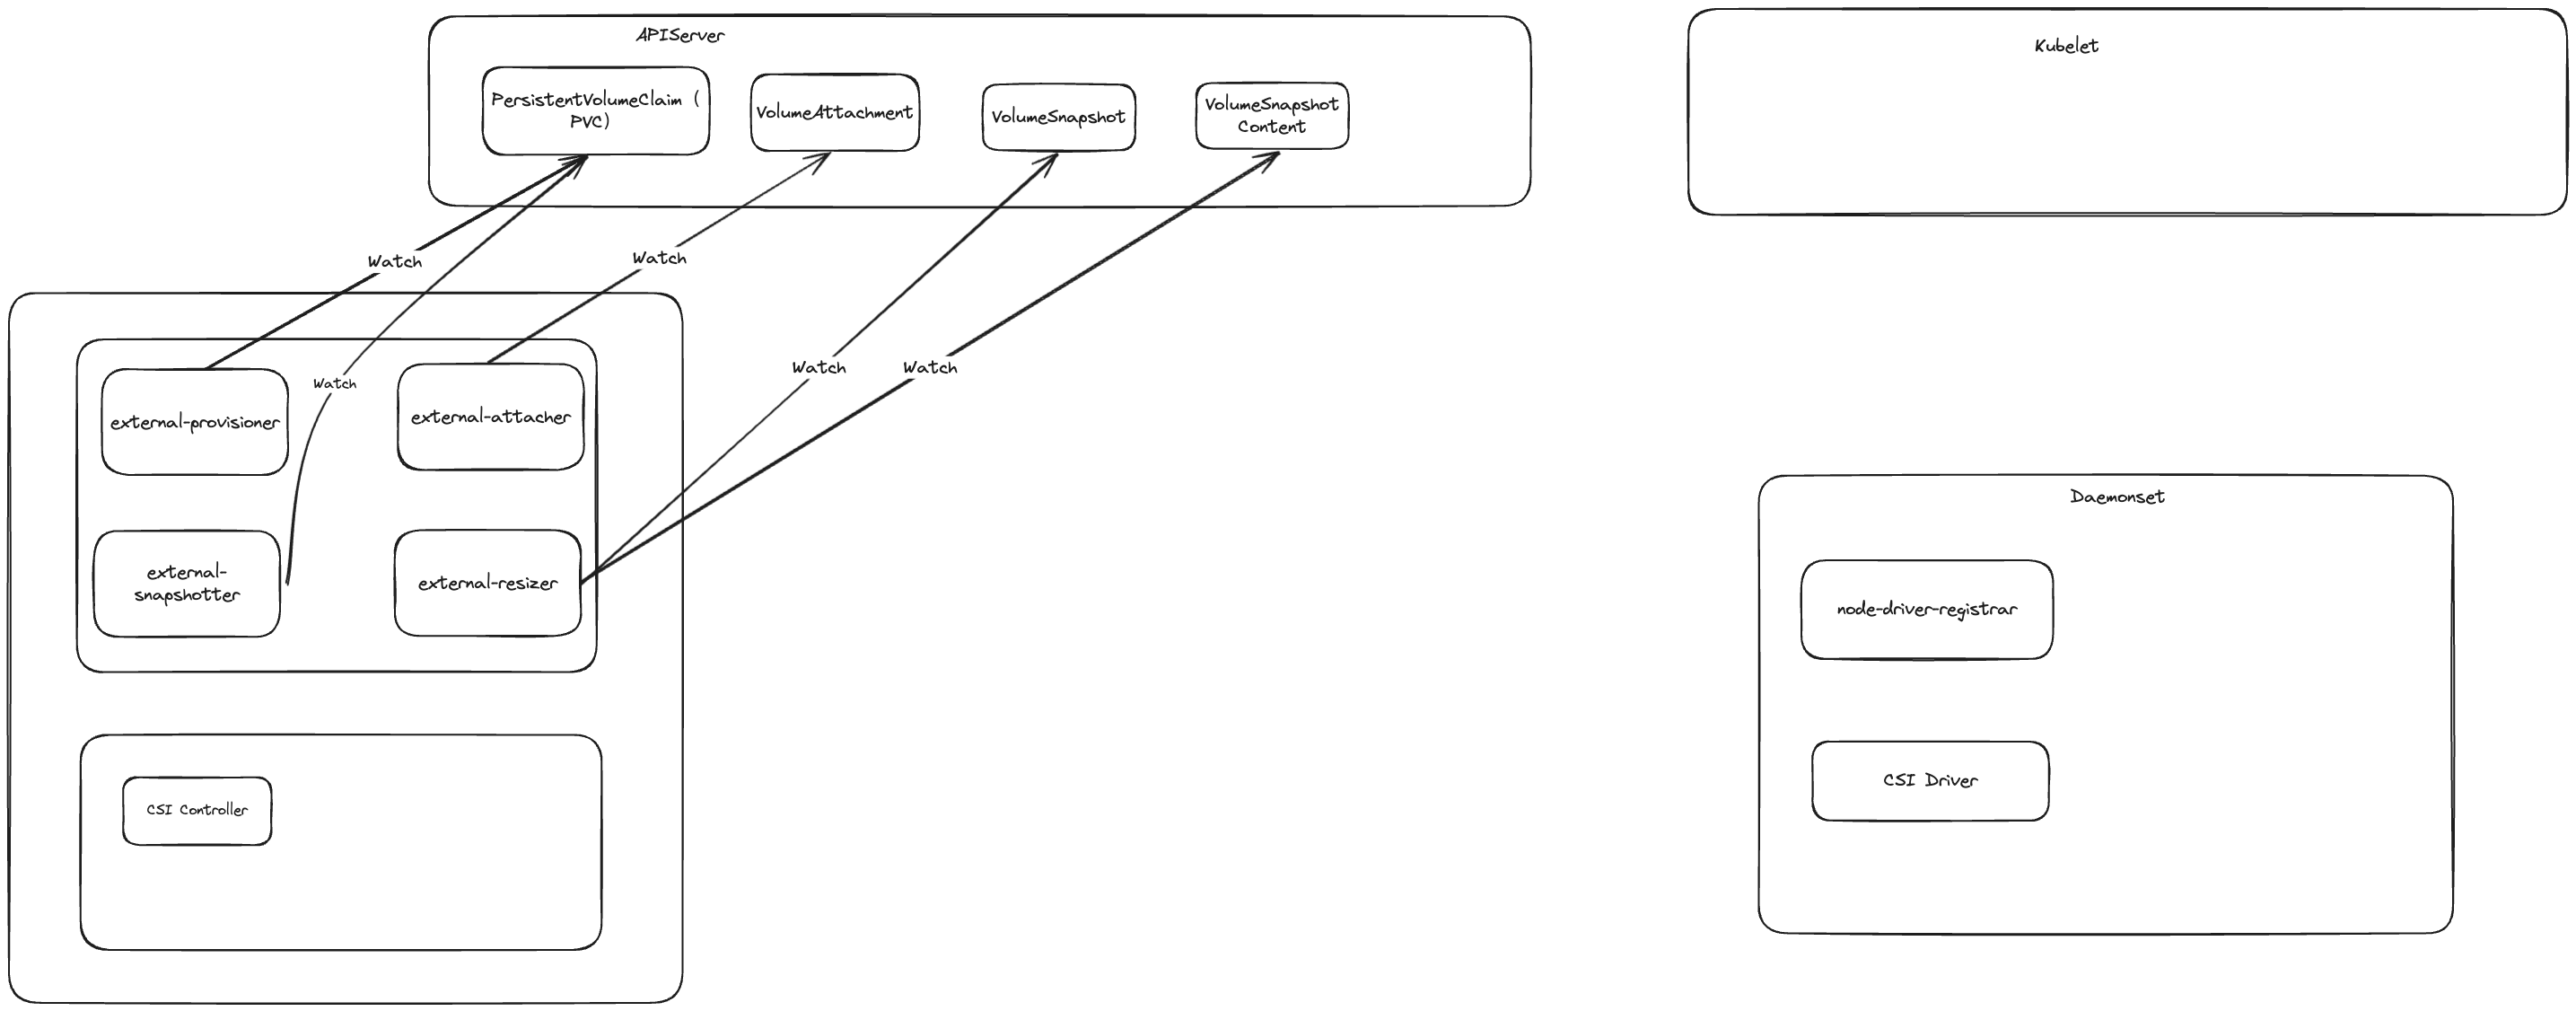 APIServer
Kubelet
PersistentVolumeClaim (
PVC)
VolumeAttachment
VolumeSnapshot
VolumeSnapshot
Content
Watch
Watch
Watch
Watch
Watch
external-provisioner
external-attacher
external-
snapshotter
external-resizer
CSI Controller
Daemonset
node-driver-registrar
CSI Driver